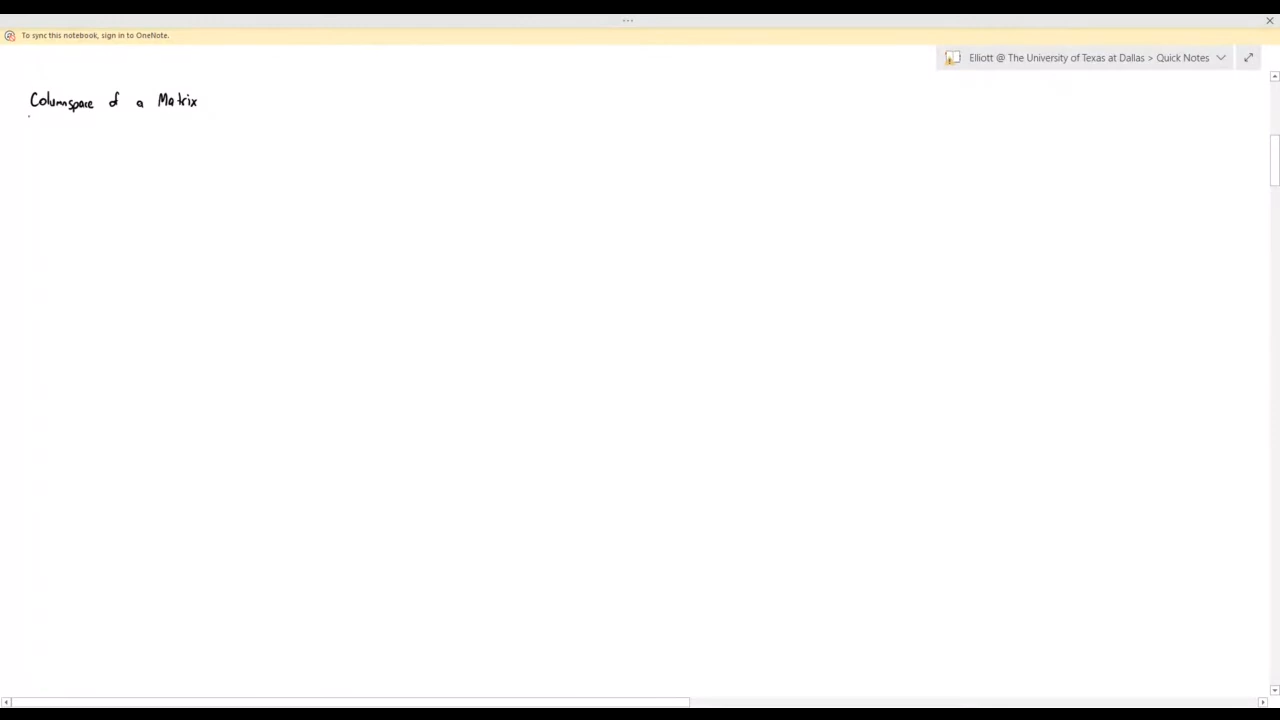 To sync this notebook, sign in to OneNote.
Elliott @ The University of Texas at Dallas > Quick Notes
Columnspace of a Matrix